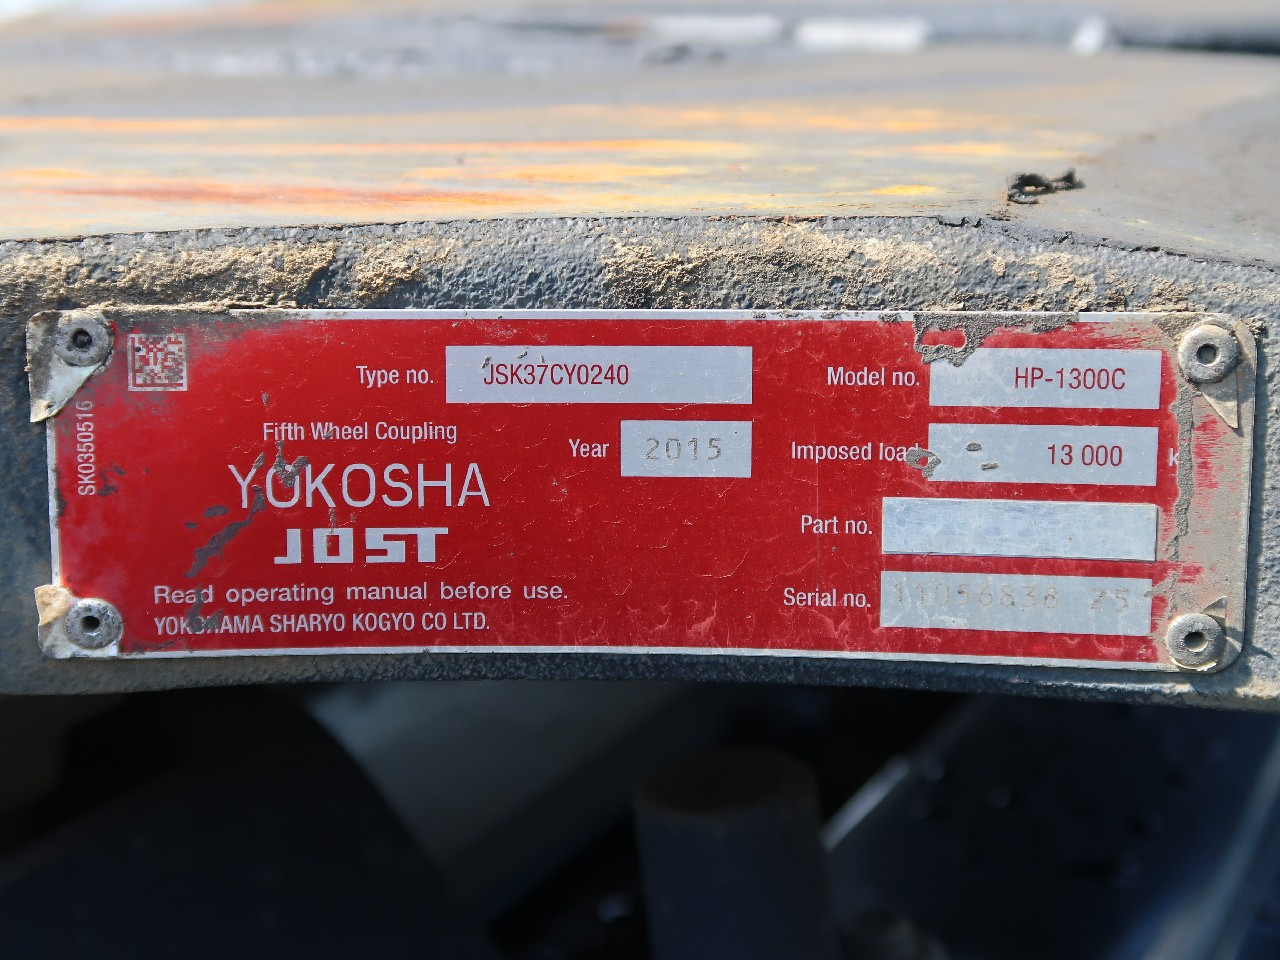 Type no. JSK37CY0240
Model no. HP-1300C
SK0350516
Fifth Wheel Coupling
Year 2015
Imposed load 13 000
YOKOSHA
JOST
Part no.
Read operating manual before use.
Serial no.
YOKOHAMA SHARYO KOGYO CO LTD.